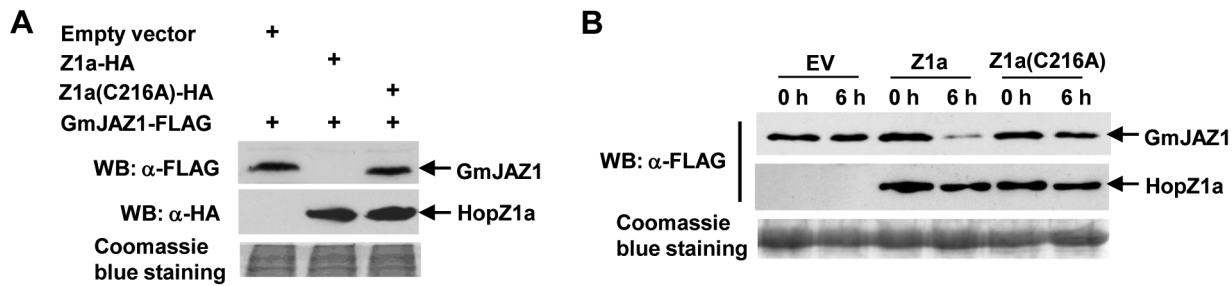 A
Empty vector +
Z1a-HA +
Z1a(C216A)-HA +
GmJAZ1-FLAG + + +
WB: α-FLAG GmJAZ1
WB: α-HA HopZ1a
Coomassie
blue staining
B
EV Z1a Z1a(C216A)
0 h 6 h 0 h 6 h 0 h 6 h
GmJAZ1
WB: α-FLAG
HopZ1a
Coomassie
blue staining